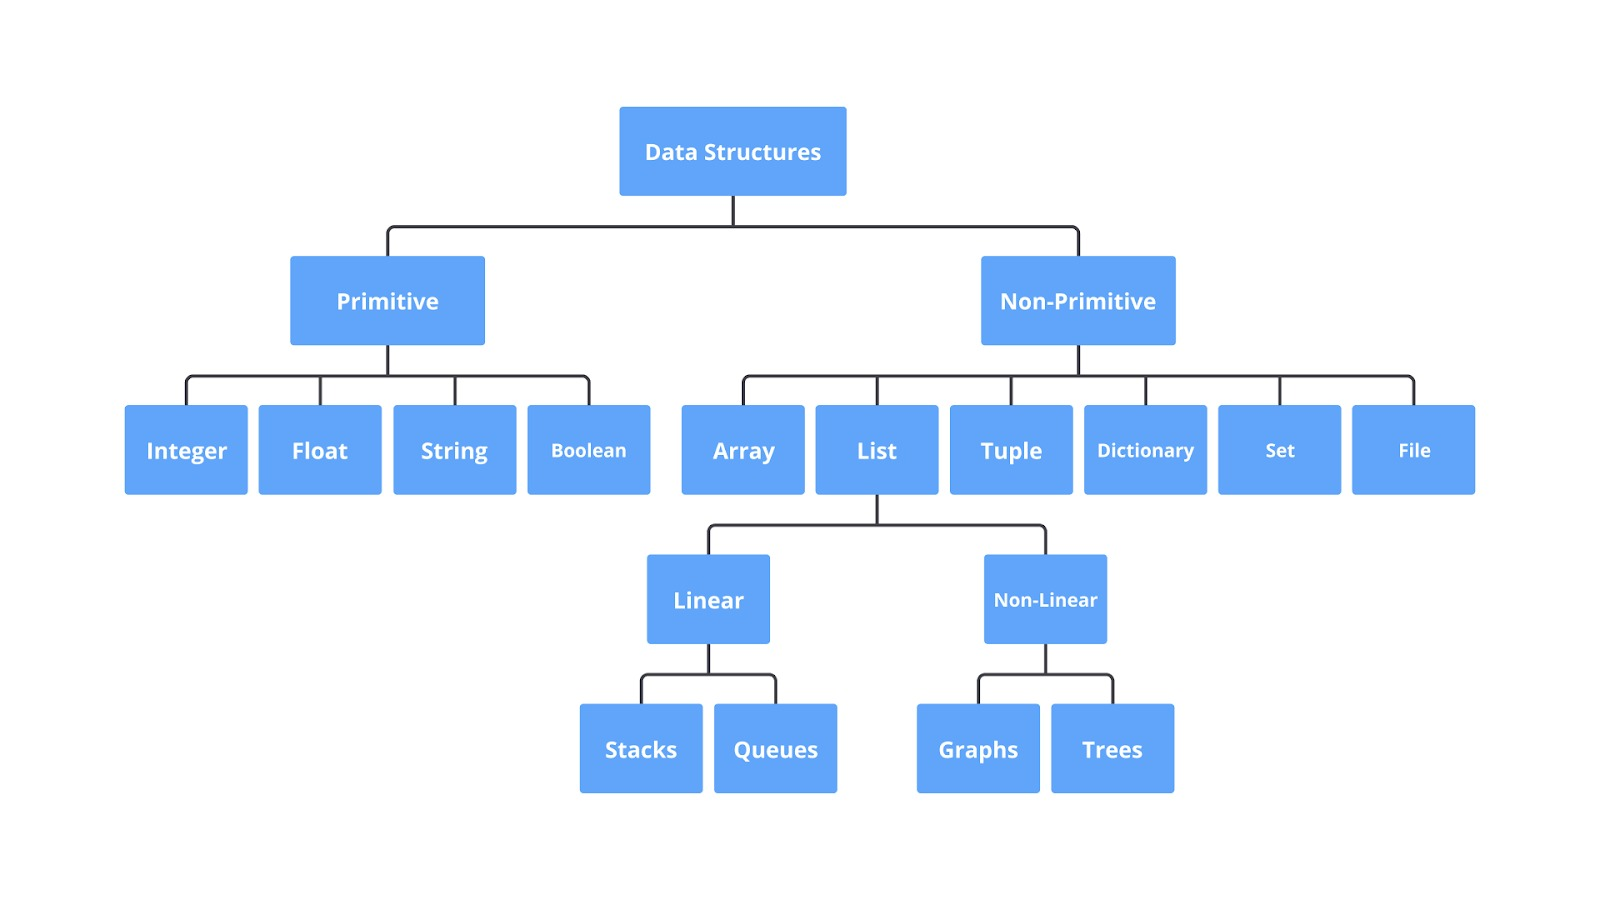 Data Structures
Primitive
Non-Primitive
Integer
Float
String
Boolean
Array
List
Tuple
Dictionary
Set
File
Linear
Non-Linear
Stacks
Queues
Graphs
Trees